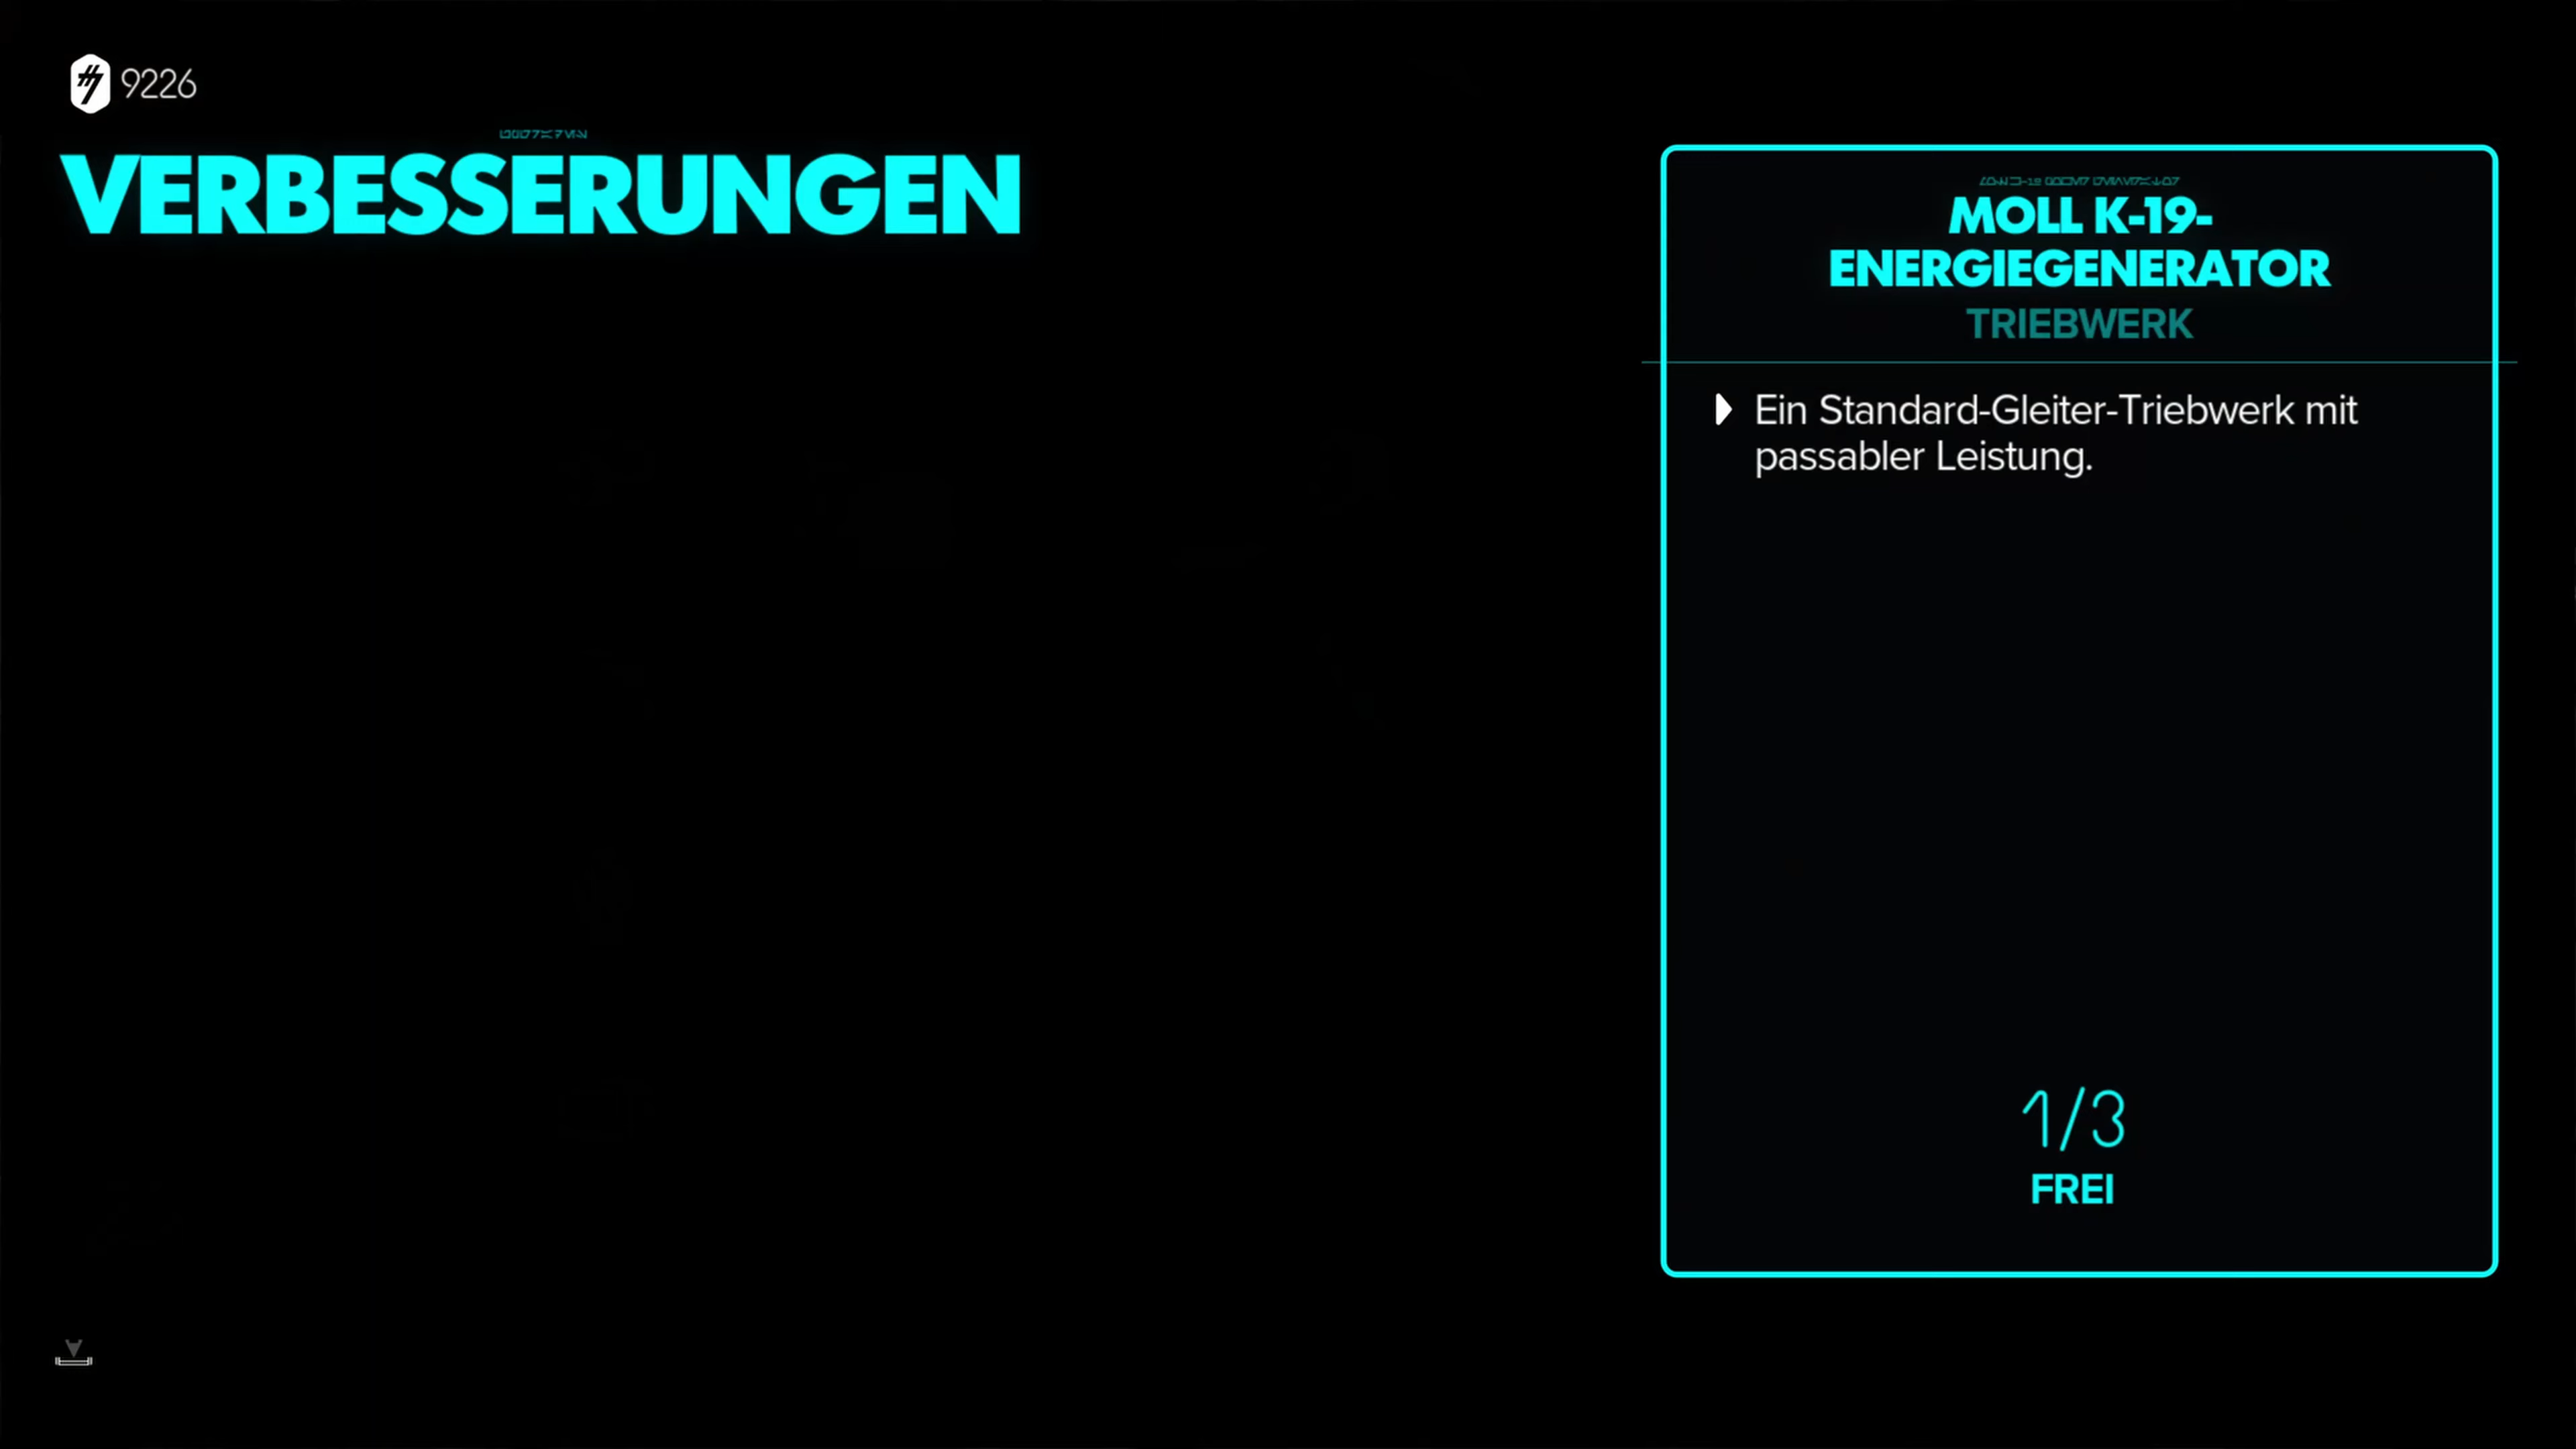 9226
VERBESSERUNGEN
MOLL K-19-
ENERGIEGENERATOR
TRIEBWERK
Ein Standard-Gleiter-Triebwerk mit
passabler Leistung.
1/3
FREI